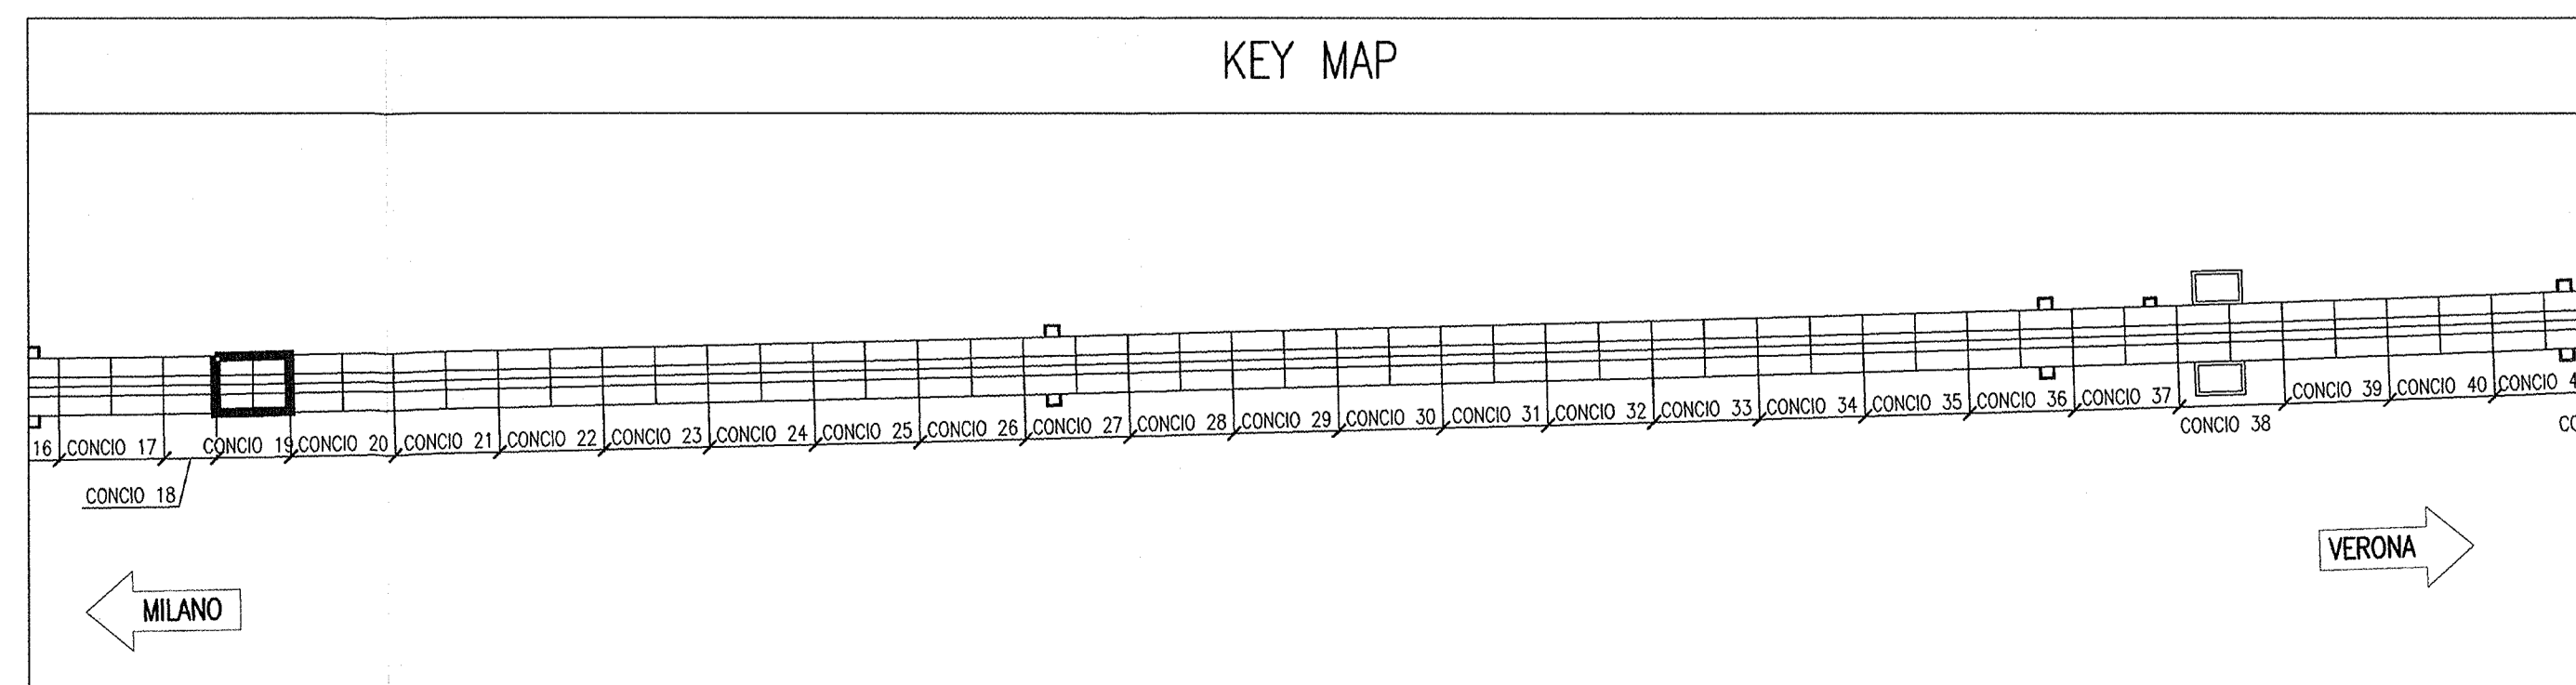 KEY MAP
16 CONCIO 17 CONCIO 19 CONCIO 20 CONCIO 21 CONCIO 22 CONCIO 23 CONCIO 24 CONCIO 25 CONCIO 26 CONCIO 27 CONCIO 28 CONCIO 29 CONCIO 30 CONCIO 31 CONCIO 32 CONCIO 33 CONCIO 34 CONCIO 35 CONCIO 36 CONCIO 37 CONCIO 39 CONCIO 40 CONCIO
CONCIO 38
CONCIO 18
VERONA
MILANO